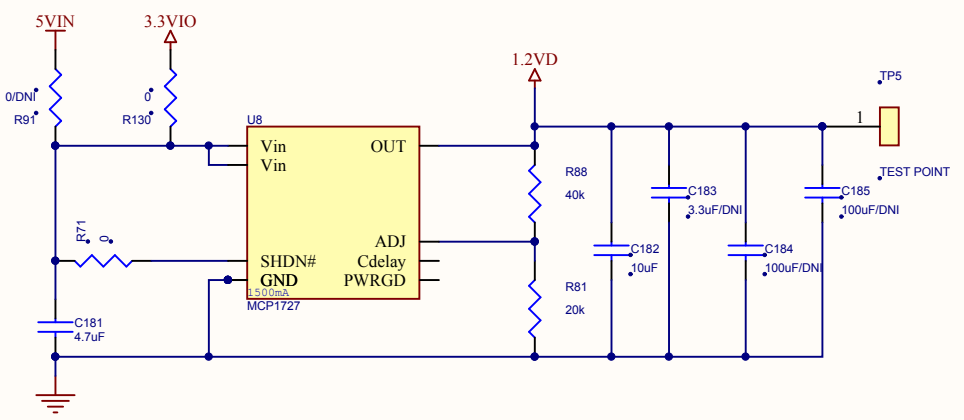 5VIN
3.3VIO
1.2VD
TP5
0/DNI
R91
0
R130
U8
1
Vin
OUT
Vin
R88
40k
TEST POINT
C183
3.3uF/DNI
C185
100uF/DNI
R71
0
ADJ
SHDN#
Cdelay
GND
PWRGD
1500mA
MCP1727
C182
10uF
C184
100uF/DNI
R81
20k
C181
4.7uF